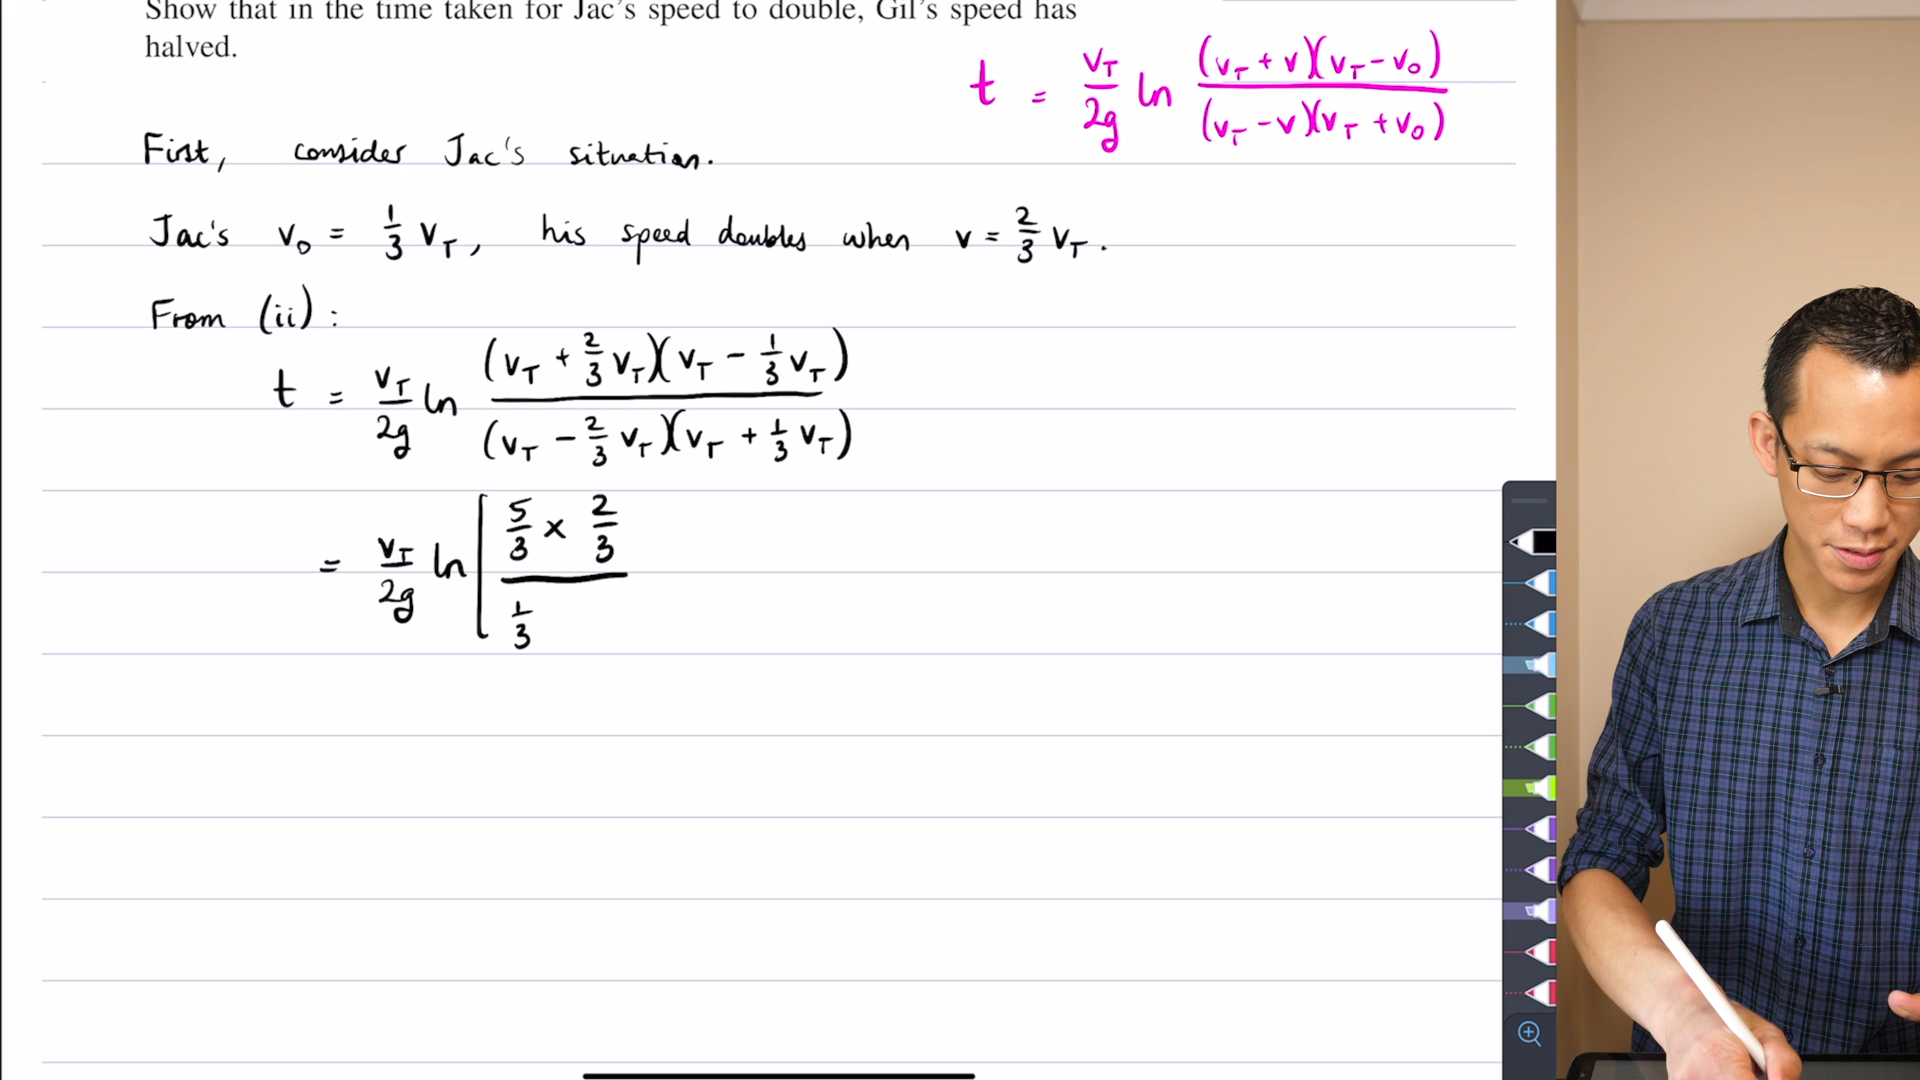 Show that in the time taken for Jac's speed to double, Gil's speed has
halved.
t = v_T/2g ln (v_T + v)(v_T - v_0)/(v_T - v)(v_T + v_0)
First, consider Jac's situation.
Jac's v_0 = 1/3 v_T, his speed doubles when v = 2/3 v_T.
From (ii):
t = v_T/2g ln (v_T + 2/3 v_T)(v_T - 1/3 v_T)/(v_T - 2/3 v_T)(v_T + 1/3 v_T)
= v_T/2g ln [5/3 × 2/3 / 1/3